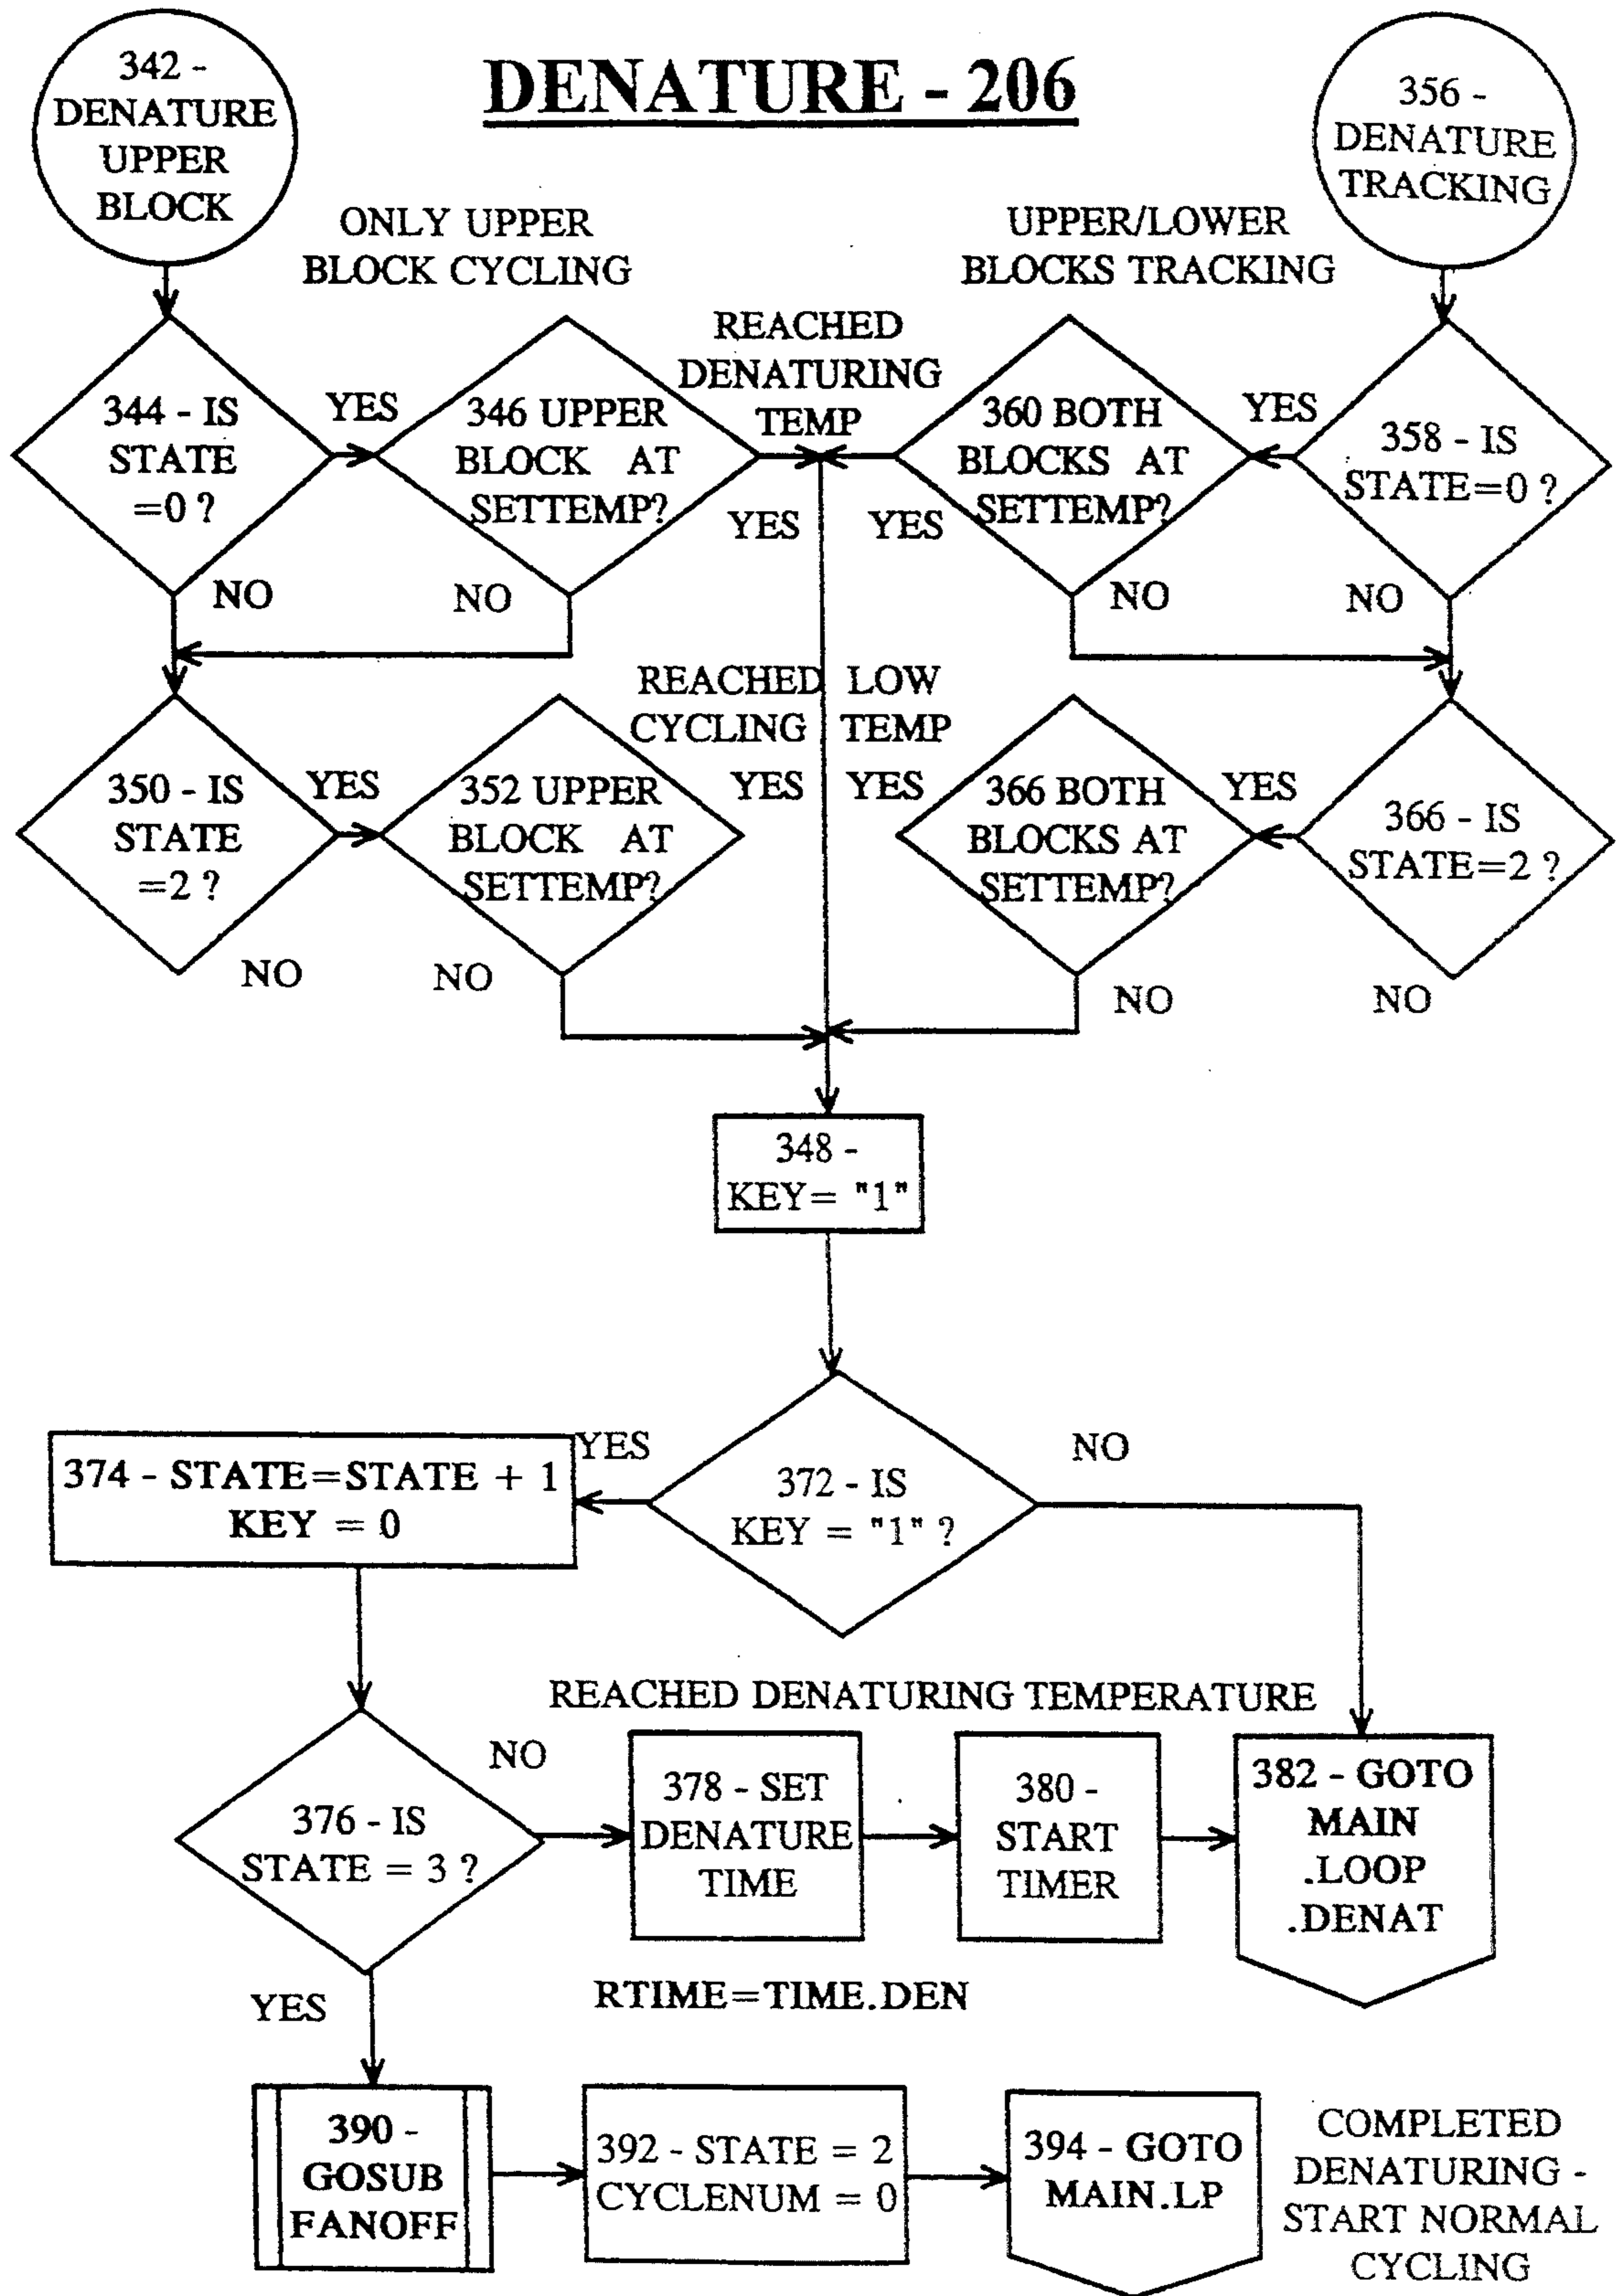 DENATURE - 206
342 -
DENATURE
UPPER
BLOCK
356 -
DENATURE
TRACKING
ONLY UPPER
BLOCK CYCLING
UPPER/LOWER
BLOCKS TRACKING
REACHED
DENATURING
TEMP
344 - IS
STATE
=0 ?
YES
346 UPPER
BLOCK AT
SETTEMP?
YES
360 BOTH
BLOCKS AT
SETTEMP?
YES
YES
358 - IS
STATE=0 ?
NO
NO
NO
NO
REACHED LOW
CYCLING TEMP
350 - IS
STATE
=2 ?
YES
352 UPPER
BLOCK AT
SETTEMP?
YES
YES
366 BOTH
BLOCKS AT
SETTEMP?
YES
366 - IS
STATE=2 ?
NO
NO
NO
NO
348 -
KEY= "1"
374 - STATE=STATE + 1
KEY = 0
YES
372 - IS
KEY = "1" ?
NO
REACHED DENATURING TEMPERATURE
376 - IS
STATE = 3 ?
NO
378 - SET
DENATURE
TIME
380 -
START
TIMER
382 - GOTO
MAIN
.LOOP
.DENAT
YES
RTIME=TIME.DEN
390 -
GOSUB
FANOFF
392 - STATE = 2
CYCLENUM = 0
394 - GOTO
MAIN.LP
COMPLETED
DENATURING -
START NORMAL
CYCLING